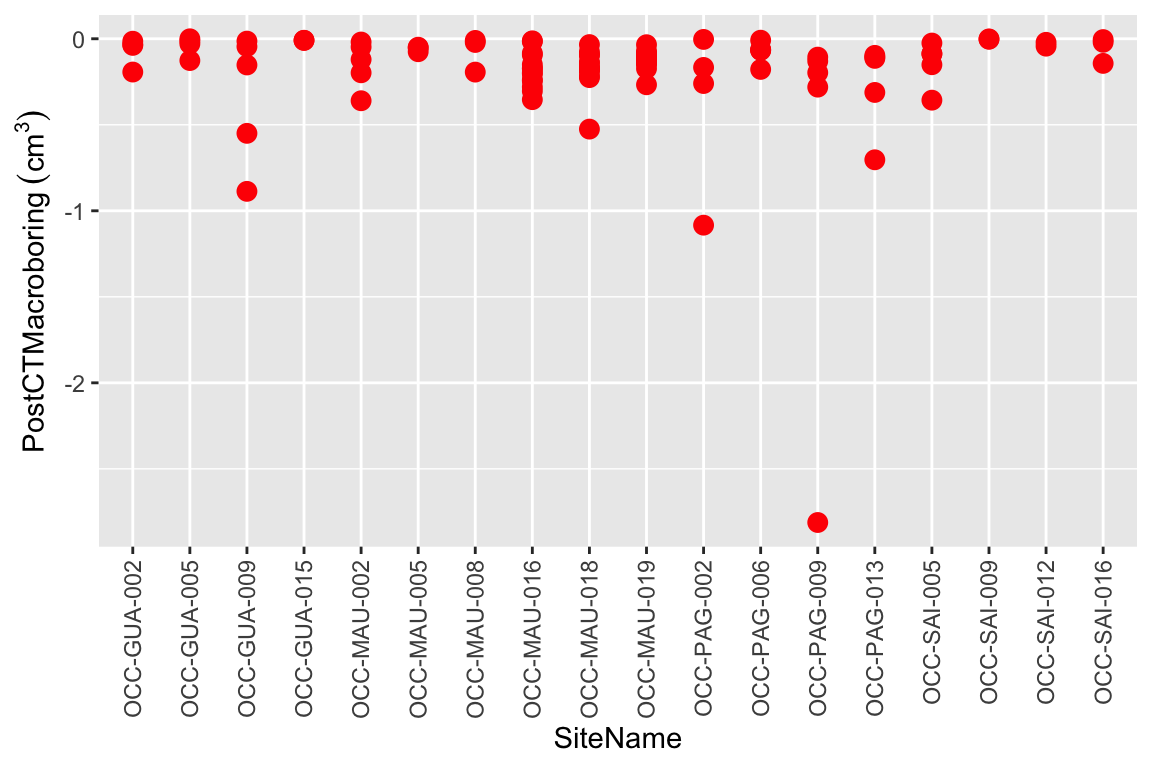 PostCTMacroboring (cm³)
0
-1
-2
OCC-GUA-002
OCC-GUA-005
OCC-GUA-009
OCC-GUA-015
OCC-MAU-002
OCC-MAU-005
OCC-MAU-008
OCC-MAU-016
OCC-MAU-018
OCC-MAU-019
OCC-PAG-002
OCC-PAG-006
OCC-PAG-009
OCC-PAG-013
OCC-SAI-005
OCC-SAI-009
OCC-SAI-012
OCC-SAI-016
SiteName